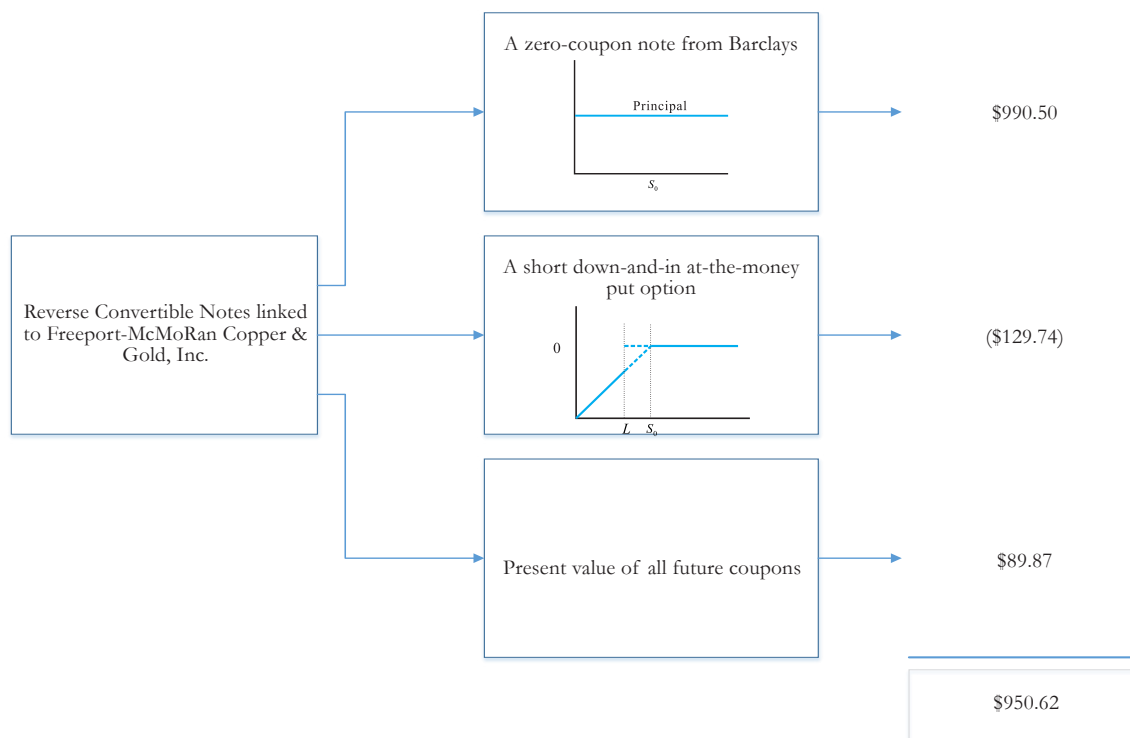 A zero-coupon note from Barclays
Principal
S₀
$990.50
Reverse Convertible Notes linked
to Freeport-McMoRan Copper &
Gold, Inc.
A short down-and-in at-the-money
put option
0
L S₀
($129.74)
Present value of all future coupons
$89.87
$950.62